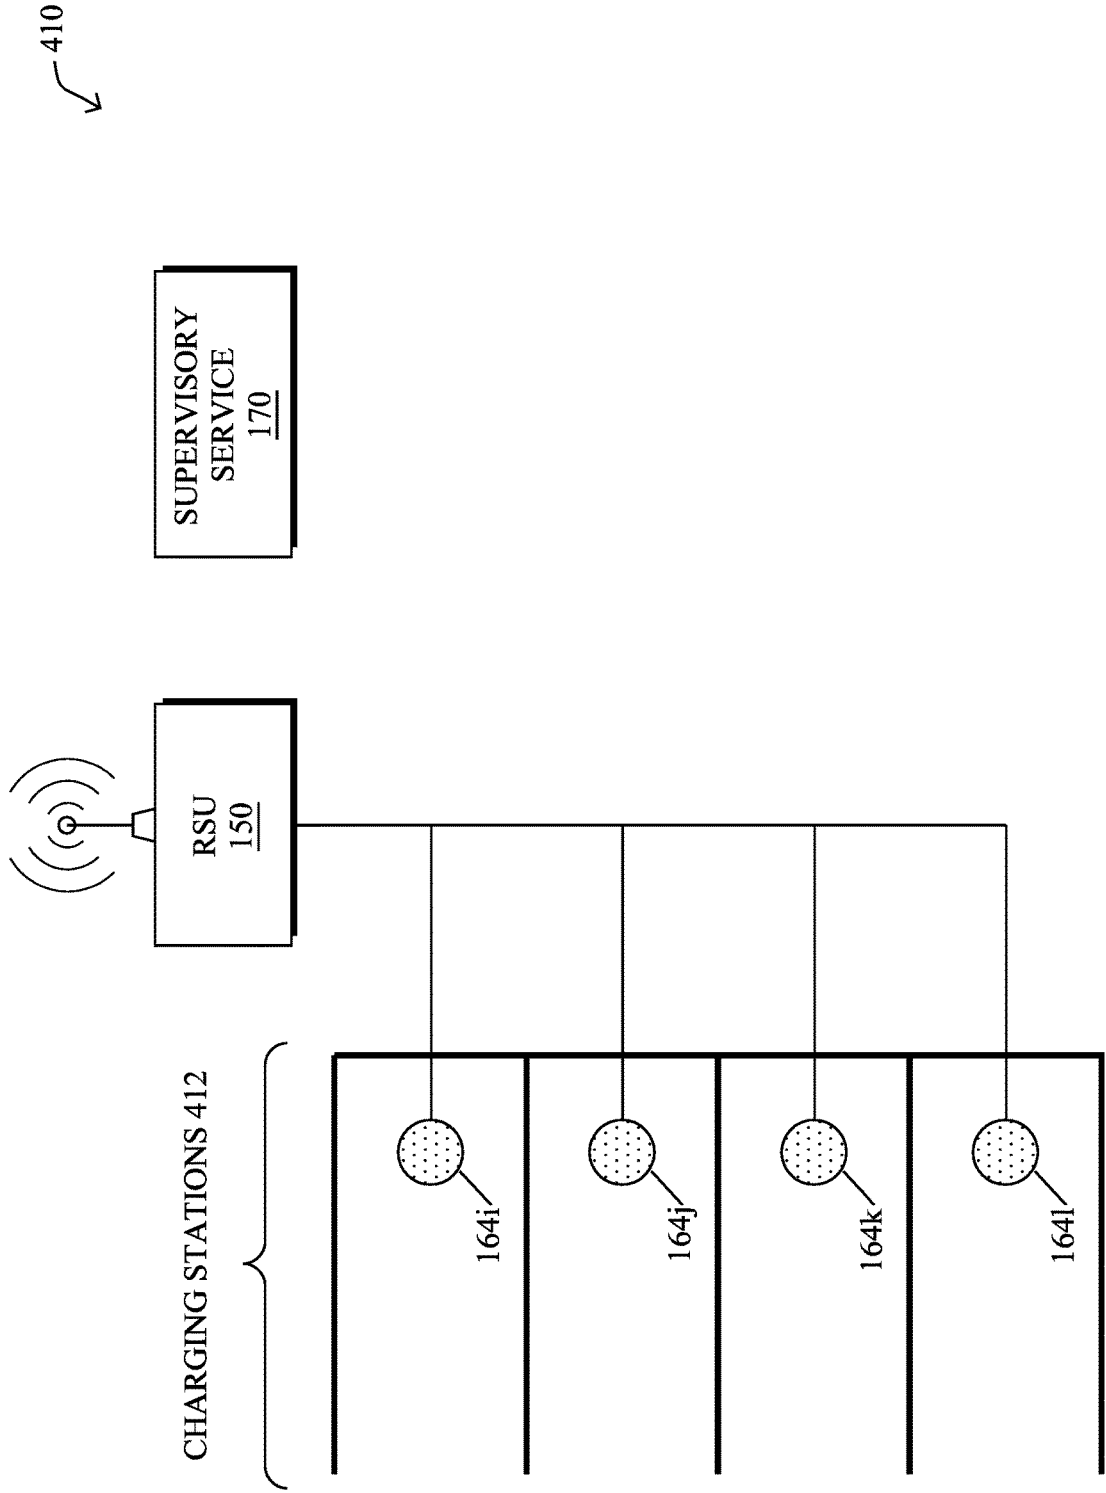 410
SUPERVISORY
SERVICE
170
RSU
150
CHARGING STATIONS 412
164i
164j
164k
164l